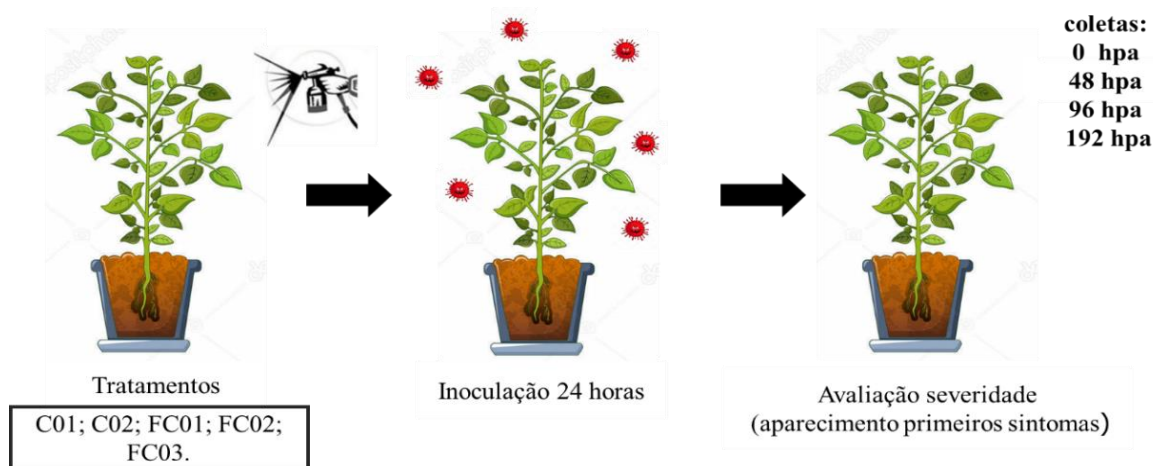 coletas:
0 hpa
48 hpa
96 hpa
192 hpa
Tratamentos
C01; C02; FC01; FC02;
FC03.
Inoculação 24 horas
Avaliação severidade
(aparecimento primeiros sintomas)